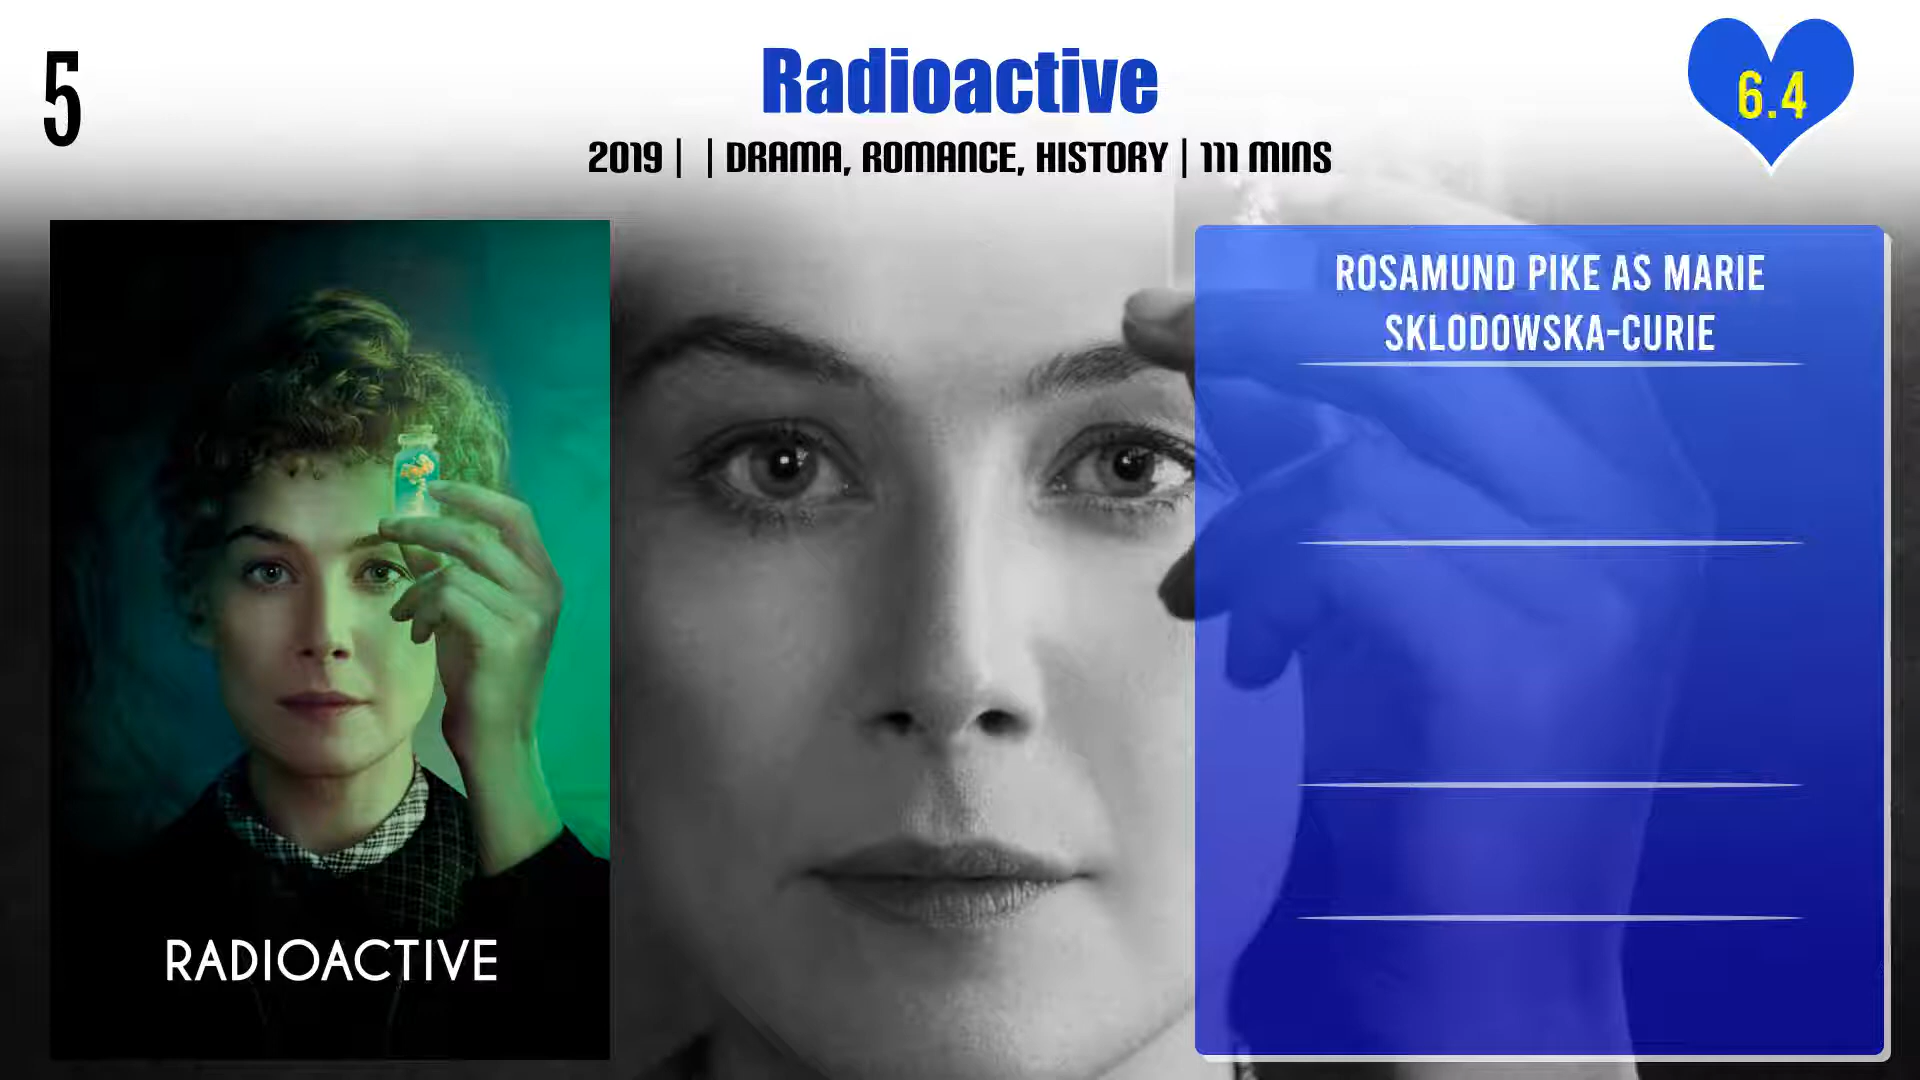 5
Radioactive
6.4
2019 | | DRAMA, ROMANCE, HISTORY | 111 MINS
ROSAMUND PIKE AS MARIE
SKLODOWSKA-CURIE
RADIOACTIVE